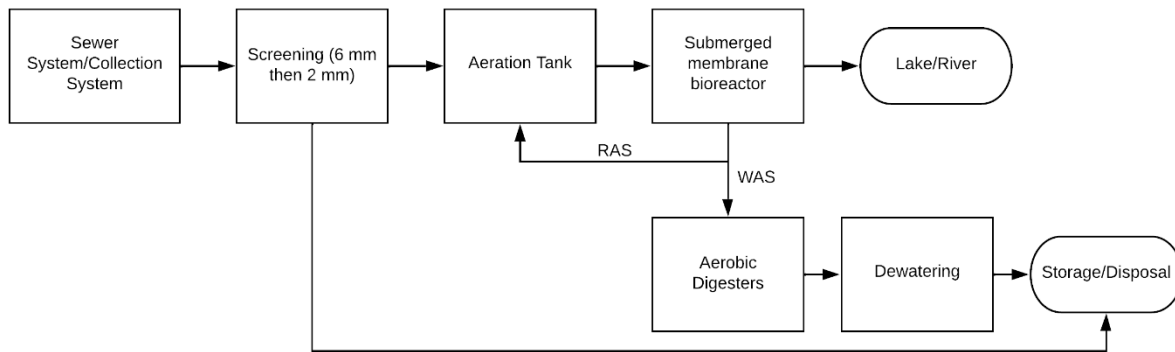 Sewer
System/Collection
System
Screening (6 mm
then 2 mm)
Aeration Tank
Submerged
membrane
bioreactor
Lake/River
RAS
WAS
Aerobic
Digesters
Dewatering
Storage/Disposal